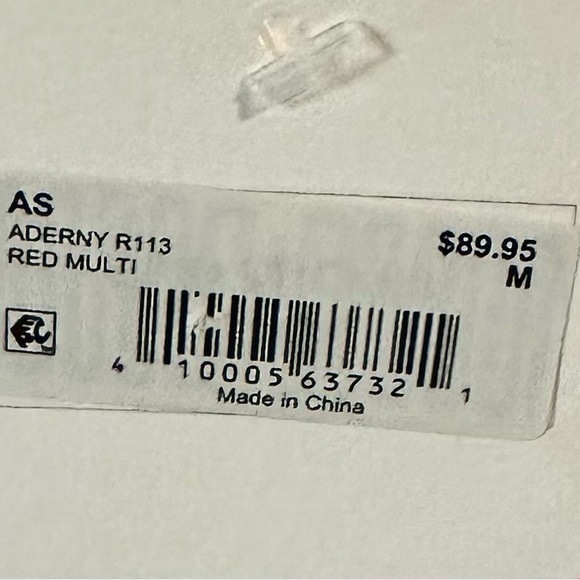 AS
ADERNY R113
RED MULTI
$89.95
M
4 10005 63732 1
Made in China